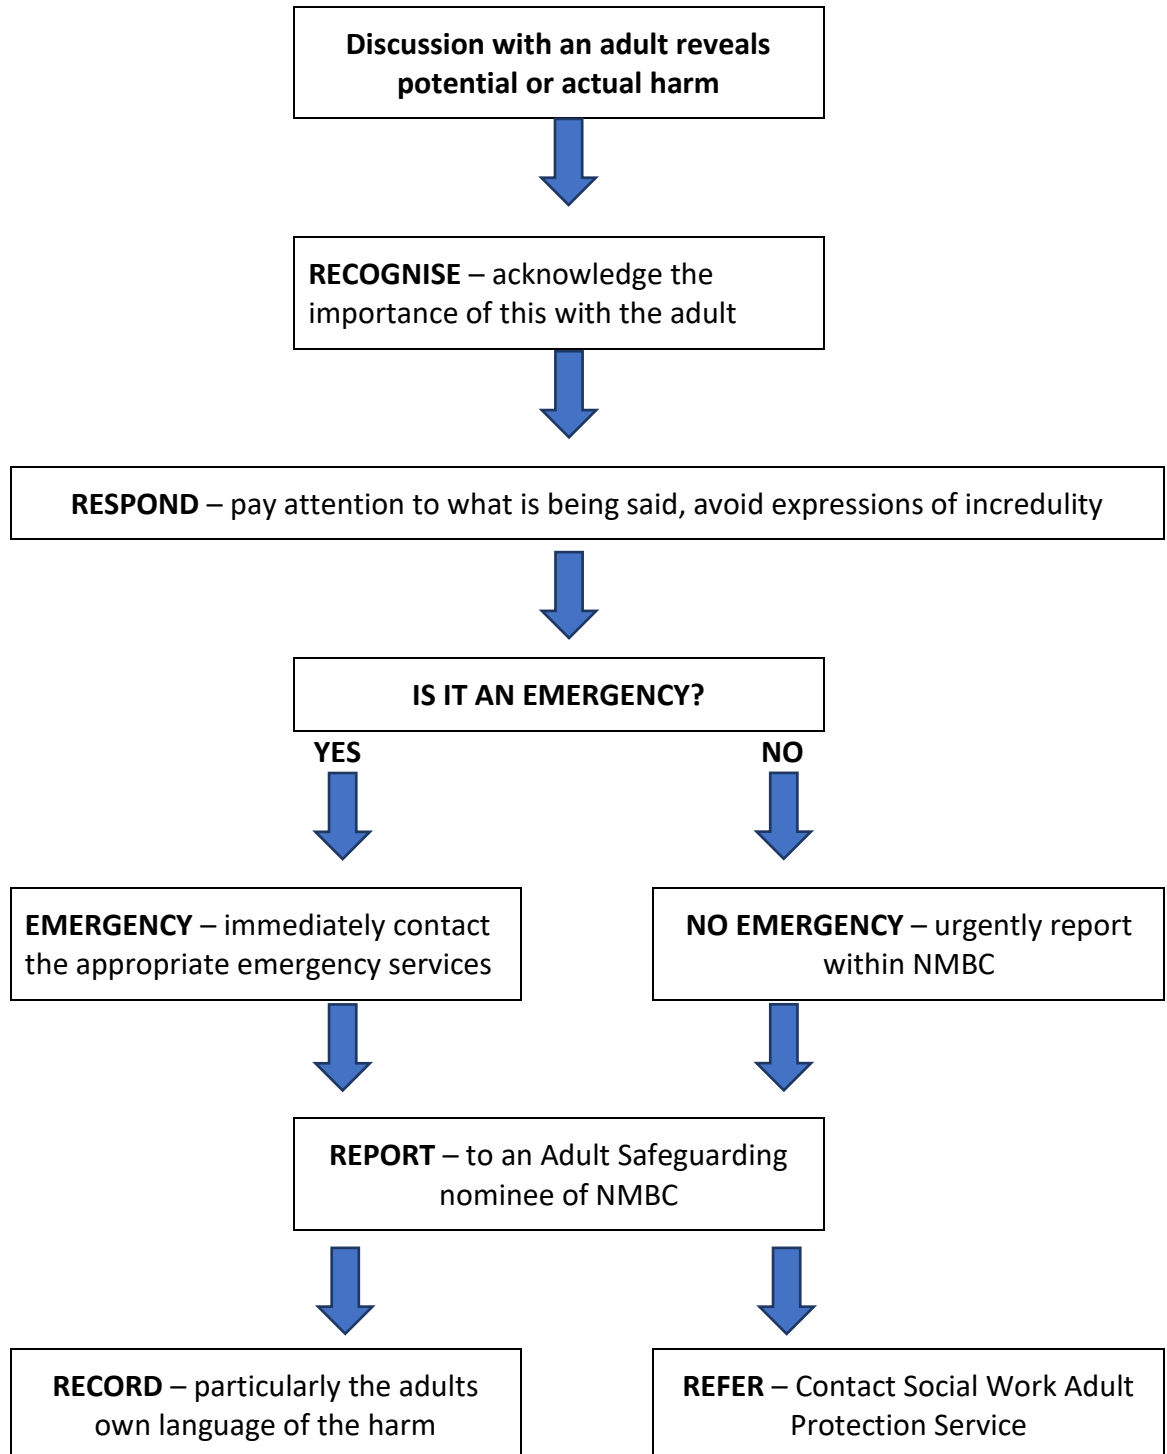 Discussion with an adult reveals
potential or actual harm
RECOGNISE – acknowledge the
importance of this with the adult
RESPOND – pay attention to what is being said, avoid expressions of incredulity
IS IT AN EMERGENCY?
YES
NO
EMERGENCY – immediately contact
the appropriate emergency services
NO EMERGENCY – urgently report
within NMBC
REPORT – to an Adult Safeguarding
nominee of NMBC
RECORD – particularly the adults
own language of the harm
REFER – Contact Social Work Adult
Protection Service